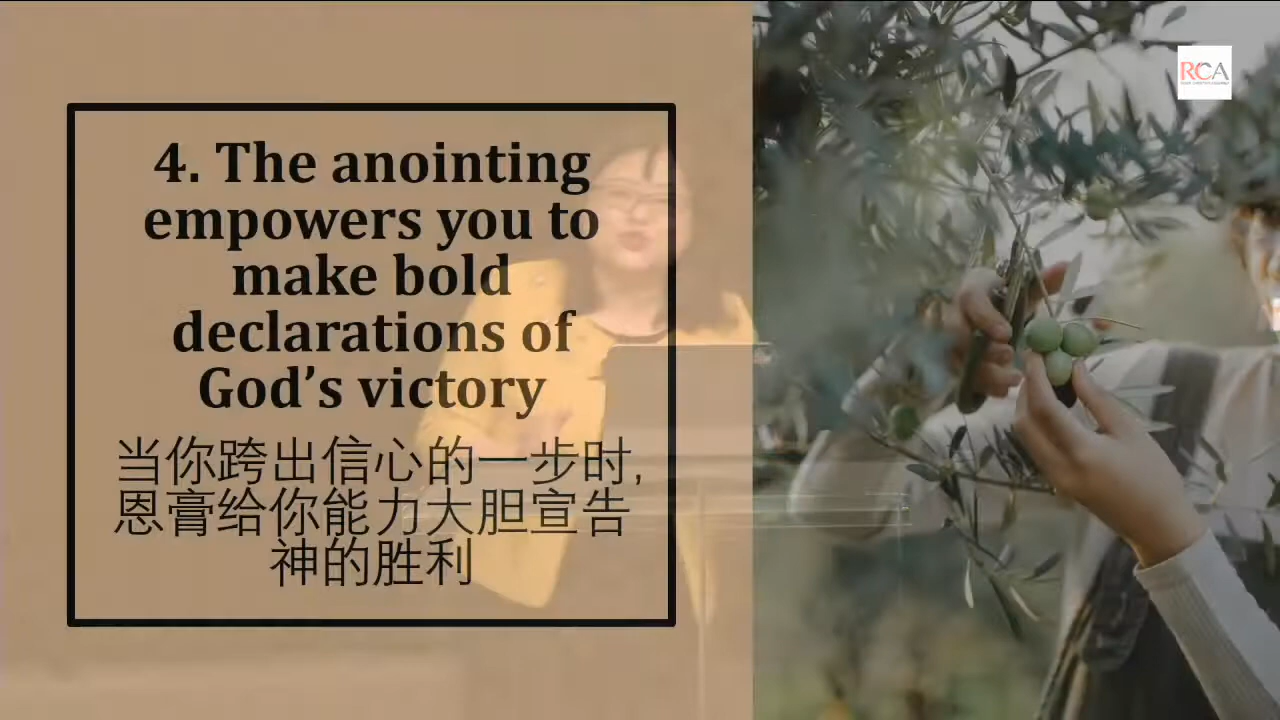 RCA
4. The anointing
empowers you to
make bold
declarations of
God’s victory
当你跨出信心的一步时,
恩膏给你能力大胆宣告
神的胜利